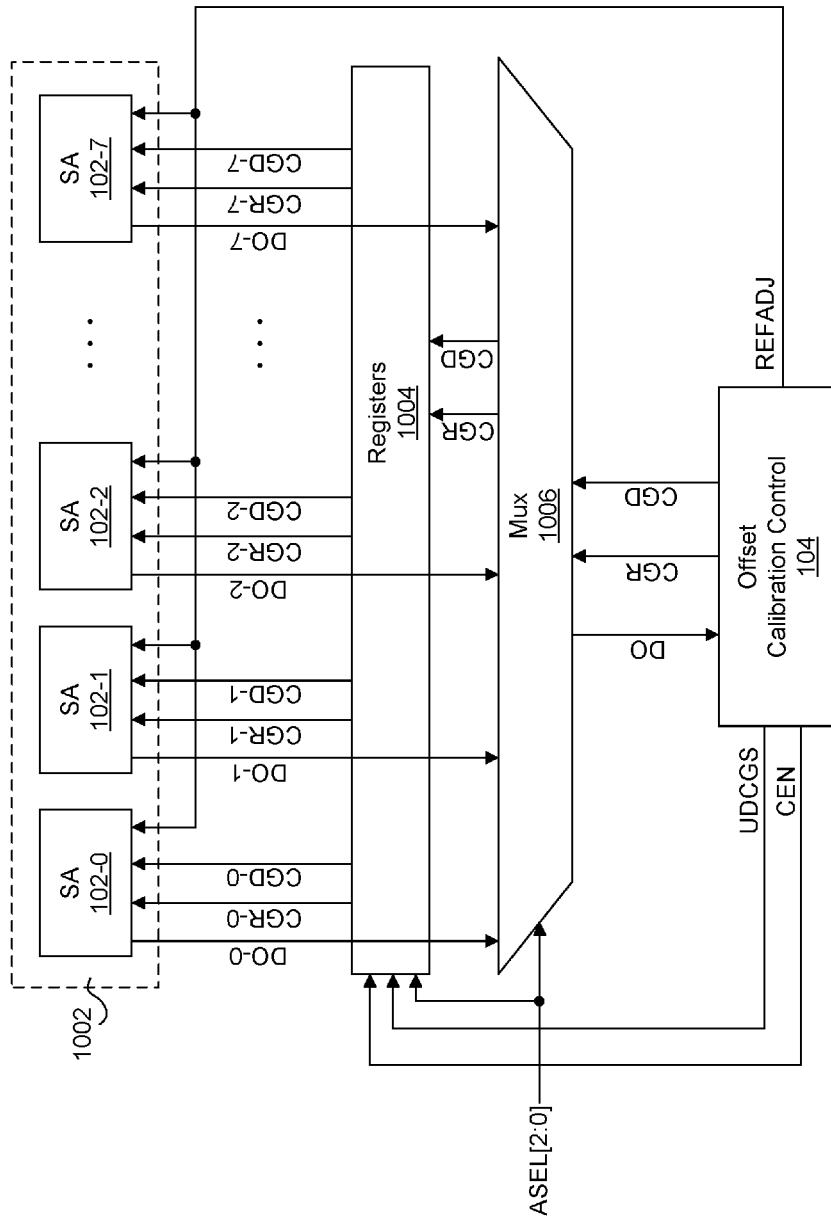 1002
SA
102-0
SA
102-1
SA
102-2
. . .
SA
102-7
DO-0
CGR-0
CGD-0
DO-1
CGR-1
CGD-1
DO-2
CGR-2
CGD-2
. . .
DO-7
CGR-7
CGD-7
Registers
1004
CGR
CGD
ASEL[2:0]
Mux
1006
DO
CGR
CGD
UDCGS
CEN
Offset
Calibration Control
104
REFADJ